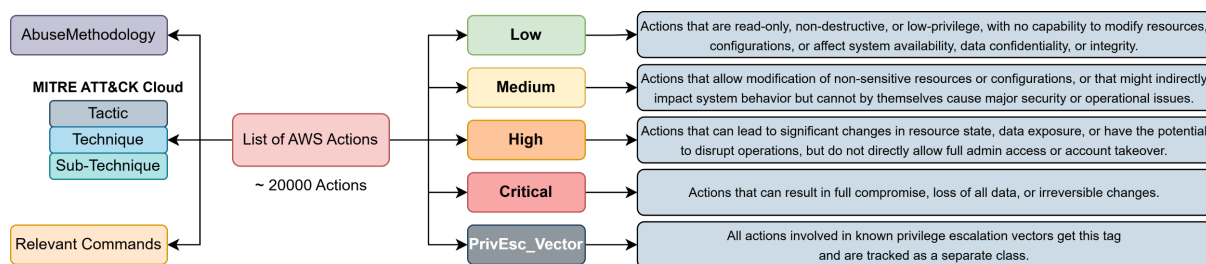 AbuseMethodology
MITRE ATT&CK Cloud
Tactic
Technique
Sub-Technique
Relevant Commands
List of AWS Actions
~ 20000 Actions
Low
Actions that are read-only, non-destructive, or low-privilege, with no capability to modify resources,
configurations, or affect system availability, data confidentiality, or integrity.
Medium
Actions that allow modification of non-sensitive resources or configurations, or that might indirectly
impact system behavior but cannot by themselves cause major security or operational issues.
High
Actions that can lead to significant changes in resource state, data exposure, or have the potential
to disrupt operations, but do not directly allow full admin access or account takeover.
Critical
Actions that can result in full compromise, loss of all data, or irreversible changes.
PrivEsc_Vector
All actions involved in known privilege escalation vectors get this tag
and are tracked as a separate class.